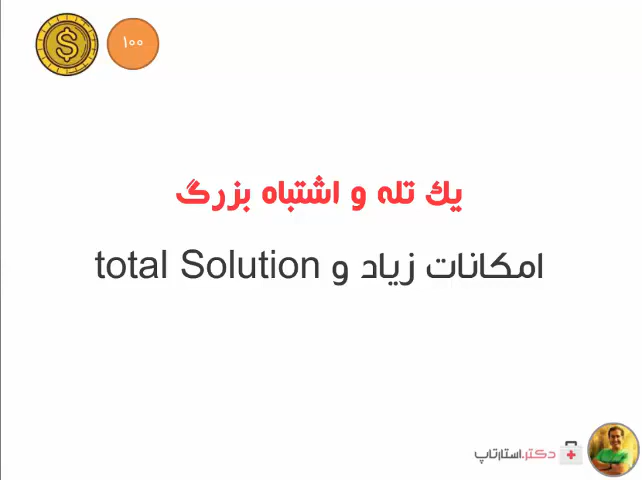 ۱۰۰
یک تله و اشتباه بزرگ
امکانات زیاد و total Solution
دکتر.استارتاپ